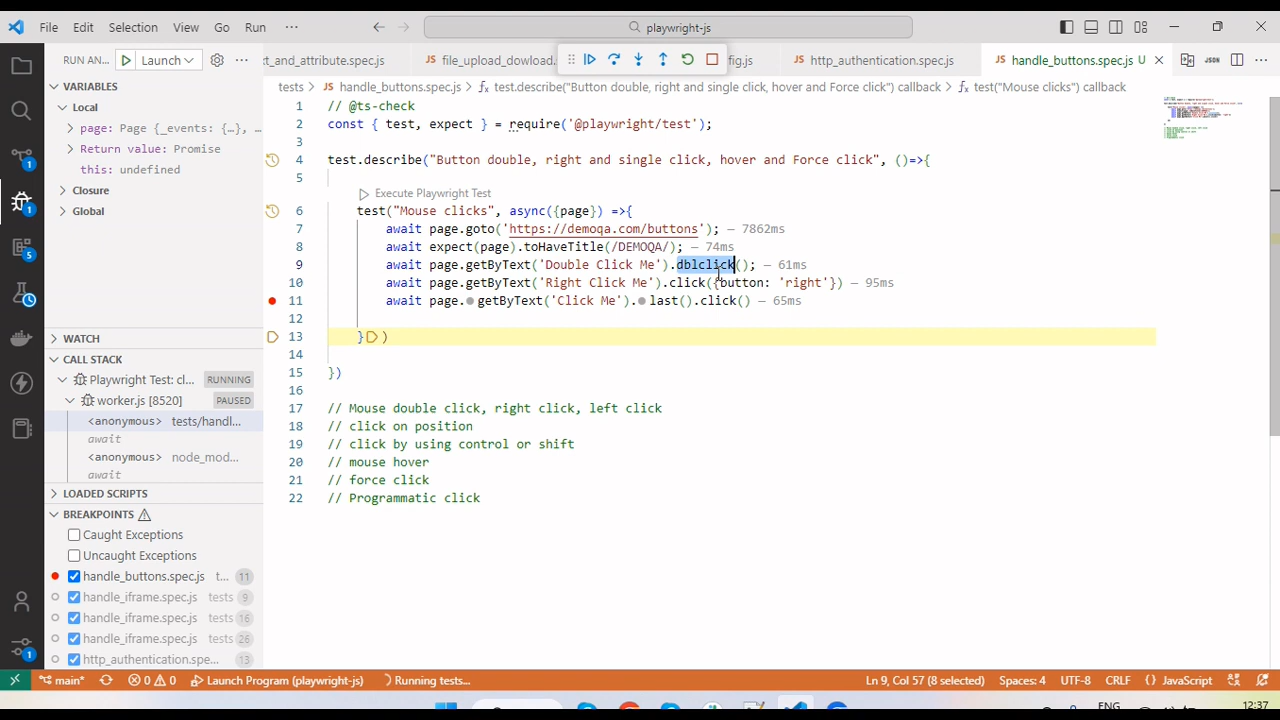 File Edit Selection View Go Run ··· playwright-js
RUN AN... Launch ···
xt_and_attribute.spec.js file_upload_dowload. fig.js http_authentication.spec.js handle_buttons.spec.js U
tests > handle_buttons.spec.js > test.describe("Button double, right and single click, hover and Force click") callback > test("Mouse clicks") callback
VARIABLES
Local
page: Page {_events: {…}, …
Return value: Promise
this: undefined
Closure
Global
WATCH
CALL STACK
Playwright Test: cl... RUNNING
worker.js [8520] PAUSED
<anonymous> tests/handl...
await
<anonymous> node_mod...
await
LOADED SCRIPTS
BREAKPOINTS
Caught Exceptions
Uncaught Exceptions
handle_buttons.spec.js t... 11
handle_iframe.spec.js tests 9
handle_iframe.spec.js tests 16
handle_iframe.spec.js tests 26
http_authentication.spe... 13
1 // @ts-check
2 const { test, expect } = require('@playwright/test');
3
4 test.describe("Button double, right and single click, hover and Force click", ()=>{
5
Execute Playwright Test
6 test("Mouse clicks", async({page}) =>{
7 await page.goto('https://demoqa.com/buttons'); — 7862ms
8 await expect(page).toHaveTitle(/DEMOQA/); — 74ms
9 await page.getByText('Double Click Me').dblclick(); — 61ms
10 await page.getByText('Right Click Me').click({button: 'right'}) — 95ms
11 await page.getByText('Click Me').last().click() — 65ms
12
13 })
14
15 })
16
17 // Mouse double click, right click, left click
18 // click on position
19 // click by using control or shift
20 // mouse hover
21 // force click
22 // Programmatic click
main* 0 0 Launch Program (playwright-js) Running tests... Ln 9, Col 57 (8 selected) Spaces: 4 UTF-8 CRLF {} JavaScript
ENG 12:37